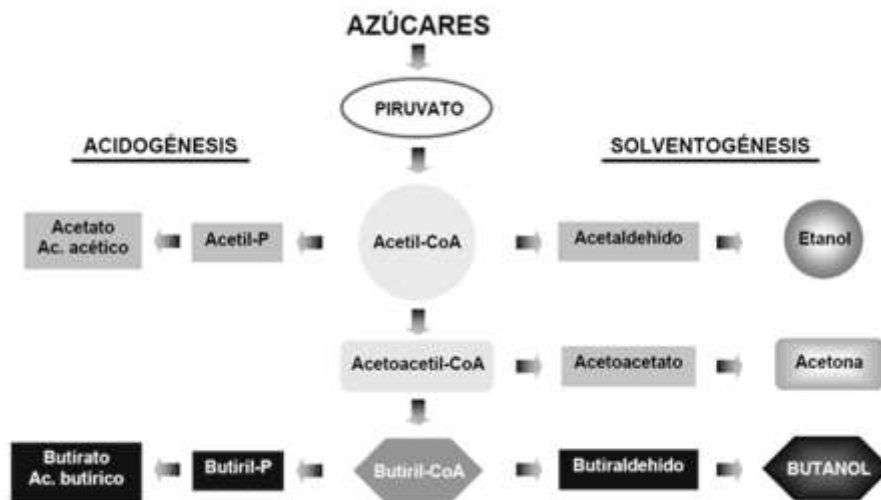 AZÚCARES
PIRUVATO
ACIDOGÉNESIS
SOLVENTOGÉNESIS
Acetato
Ac. acético
Acetil-P
Acetil-CoA
Acetaldehido
Etanol
Acetoacetil-CoA
Acetoacetato
Acetona
Butirato
Ac. butirico
Butiril-P
Butiril-CoA
Butiraldehido
BUTANOL